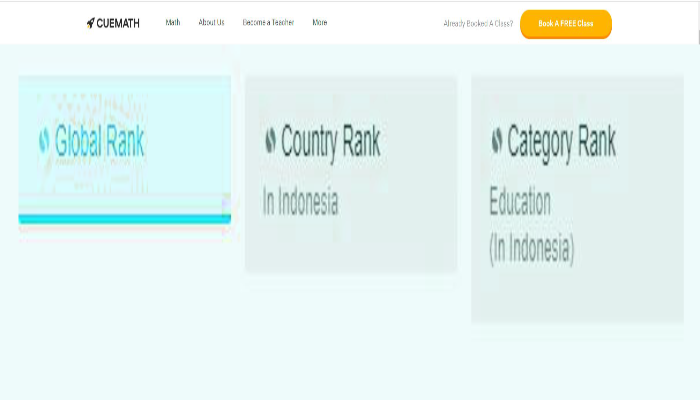 CUEMATH Math About Us Become a Teacher More Already Booked A Class? Book A FREE Class
Global Rank
Country Rank
In Indonesia
Category Rank
Education
(In Indonesia)